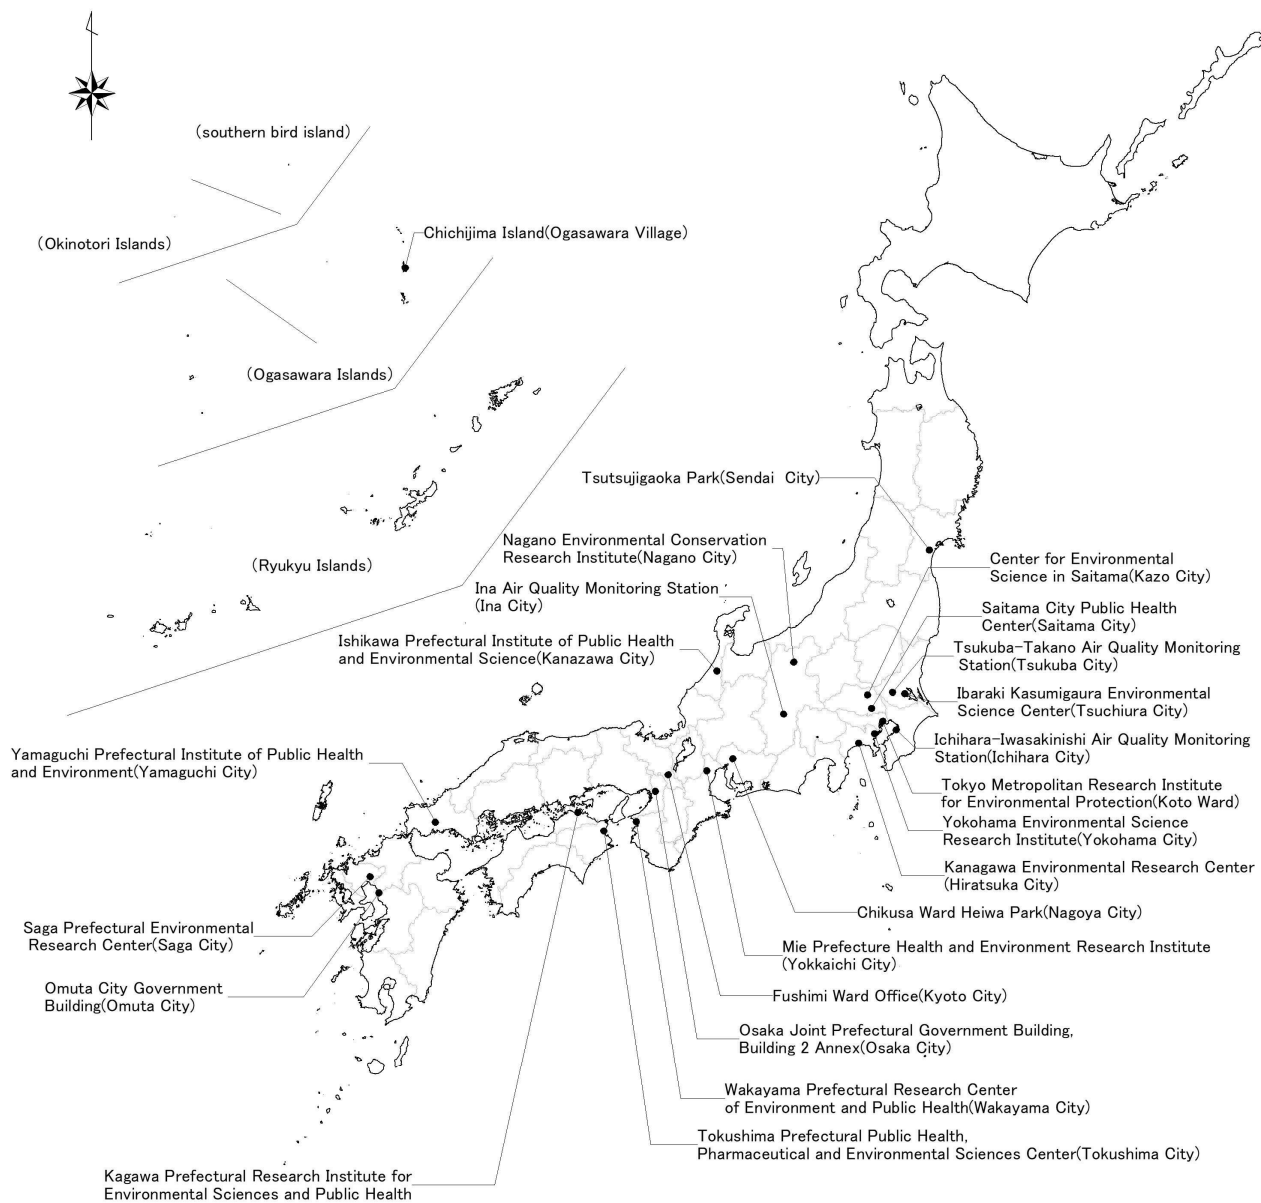 (southern bird island)
(Okinotori Islands)
Chichijima Island(Ogasawara Village)
(Ogasawara Islands)
(Ryukyu Islands)
Tsutsujigaoka Park(Sendai City)
Nagano Environmental Conservation
Research Institute(Nagano City)
Ina Air Quality Monitoring Station
(Ina City)
Ishikawa Prefectural Institute of Public Health
and Environmental Science(Kanazawa City)
Center for Environmental
Science in Saitama(Kazo City)
Saitama City Public Health
Center(Saitama City)
Tsukuba-Takano Air Quality Monitoring
Station(Tsukuba City)
Ibaraki Kasumigaura Environmental
Science Center(Tsuchiura City)
Ichihara-Iwasakinishi Air Quality Monitoring
Station(Ichihara City)
Tokyo Metropolitan Research Institute
for Environmental Protection(Koto Ward)
Yokohama Environmental Science
Research Institute(Yokohama City)
Kanagawa Environmental Research Center
(Hiratsuka City)
Chikusa Ward Heiwa Park(Nagoya City)
Mie Prefecture Health and Environment Research Institute
(Yokkaichi City)
Fushimi Ward Office(Kyoto City)
Osaka Joint Prefectural Government Building,
Building 2 Annex(Osaka City)
Wakayama Prefectural Research Center
of Environment and Public Health(Wakayama City)
Tokushima Prefectural Public Health,
Pharmaceutical and Environmental Sciences Center(Tokushima City)
Yamaguchi Prefectural Institute of Public Health
and Environment(Yamaguchi City)
Saga Prefectural Environmental
Research Center(Saga City)
Omuta City Government
Building(Omuta City)
Kagawa Prefectural Research Institute for
Environmental Sciences and Public Health